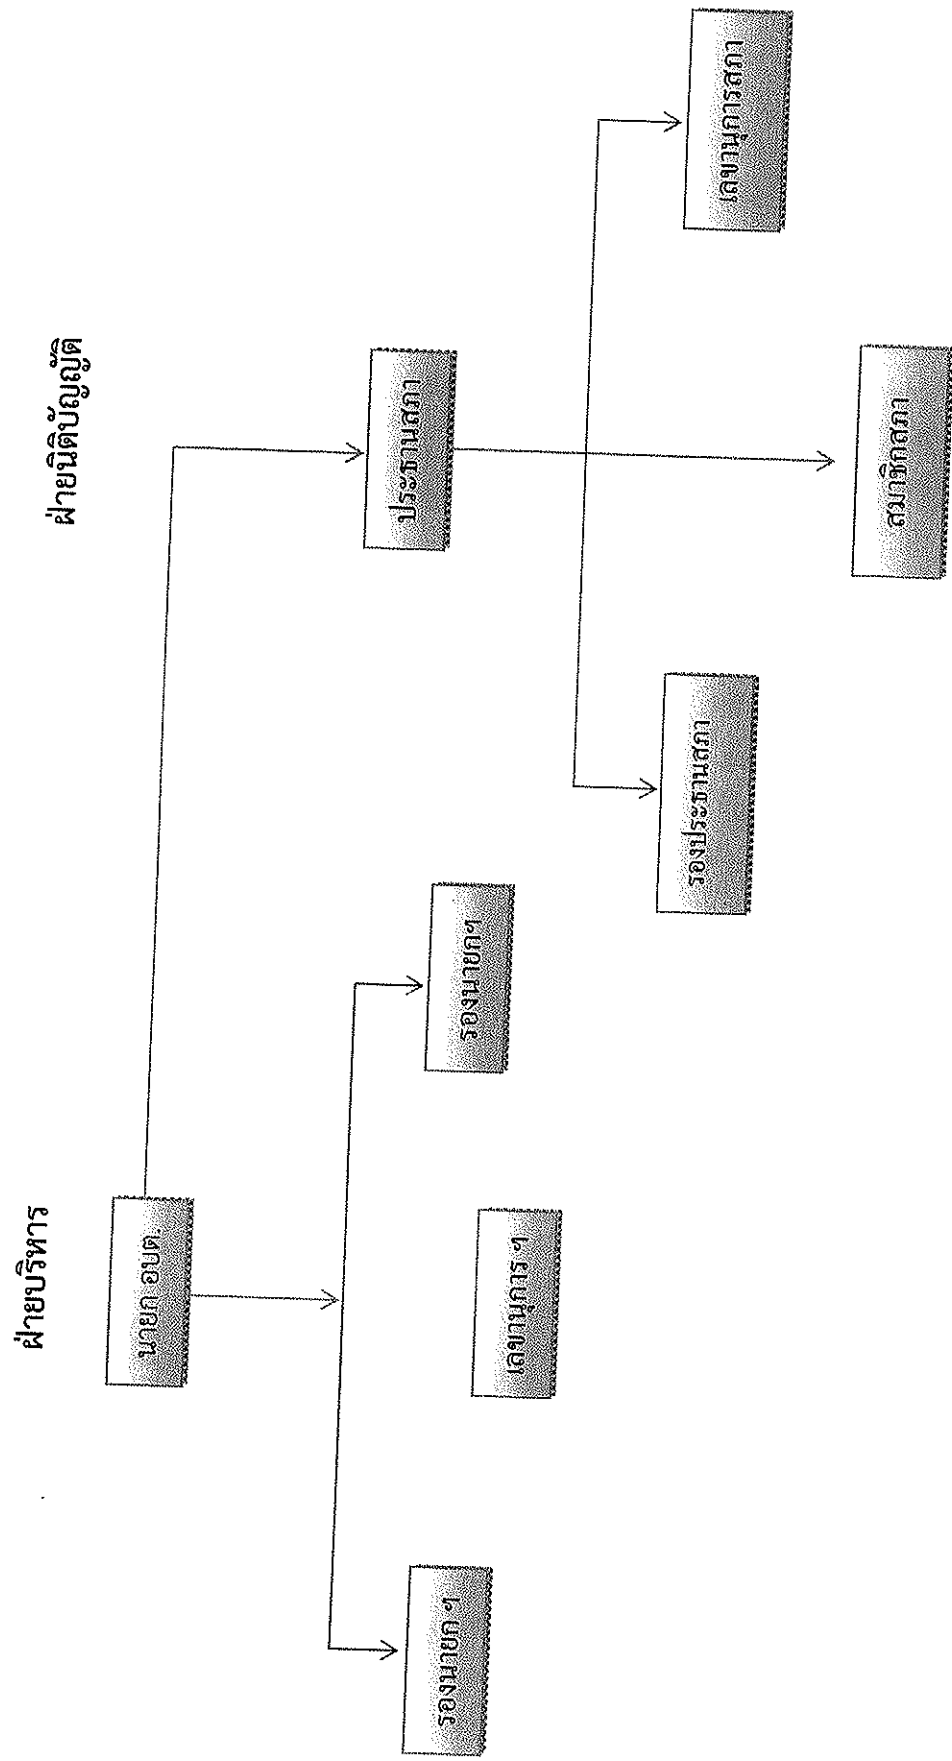 ฝ่ายบริหาร
ฝ่ายนิติบัญญัติ
นายก อบต.
ประธานสภา
รองนายก ฯ
เลขานุการ ฯ
รองนายกฯ
รองประธานสภา
สมาชิกสภา
เลขานุการสภา